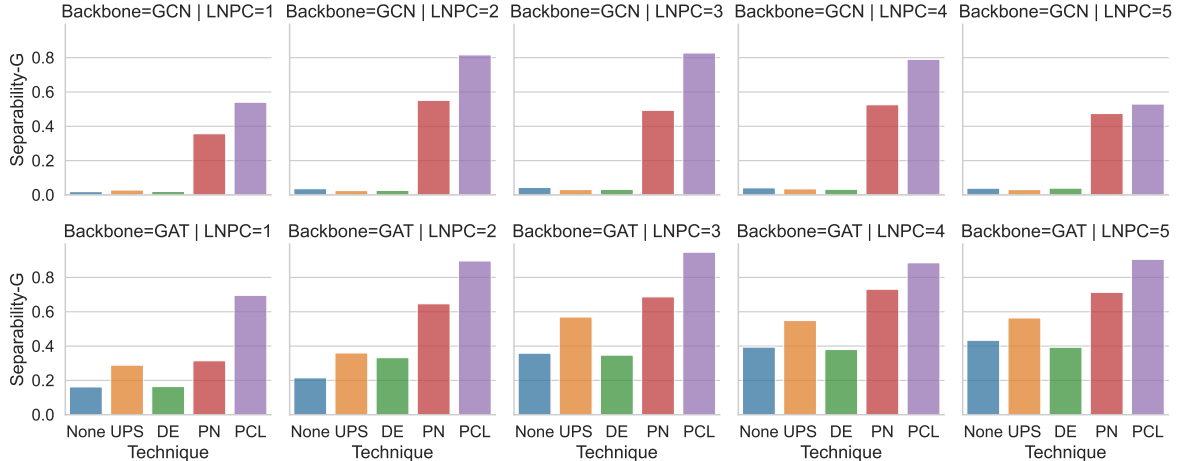 Backbone=GCN | LNPC=1
Backbone=GCN | LNPC=2
Backbone=GCN | LNPC=3
Backbone=GCN | LNPC=4
Backbone=GCN | LNPC=5
Separability-G
0.8
0.6
0.4
0.2
0.0
Backbone=GAT | LNPC=1
Backbone=GAT | LNPC=2
Backbone=GAT | LNPC=3
Backbone=GAT | LNPC=4
Backbone=GAT | LNPC=5
Separability-G
0.8
0.6
0.4
0.2
0.0
None UPS DE PN PCL
None UPS DE PN PCL
None UPS DE PN PCL
None UPS DE PN PCL
None UPS DE PN PCL
Technique
Technique
Technique
Technique
Technique